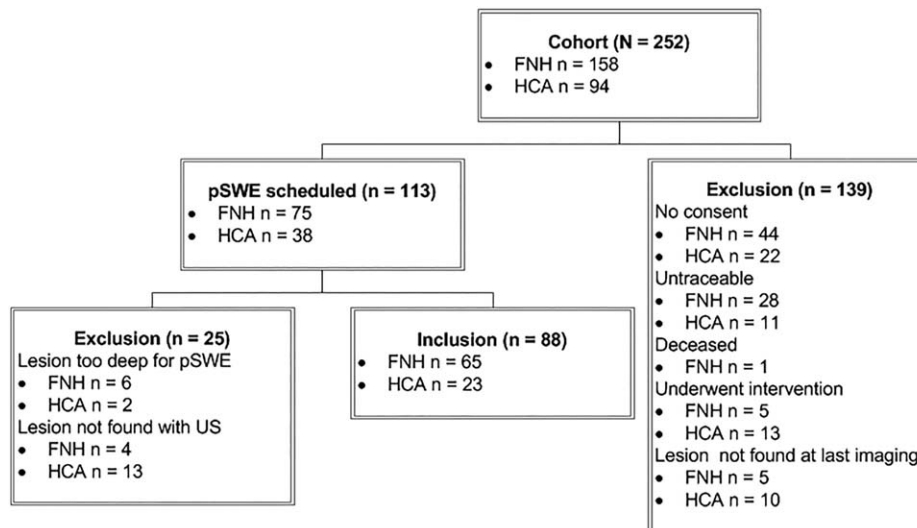 Cohort (N = 252)
• FNH n = 158
• HCA n = 94
pSWE scheduled (n = 113)
• FNH n = 75
• HCA n = 38
Exclusion (n = 139)
No consent
• FNH n = 44
• HCA n = 22
Untraceable
• FNH n = 28
• HCA n = 11
Deceased
• FNH n = 1
Underwent intervention
• FNH n = 5
• HCA n = 13
Lesion not found at last imaging
• FNH n = 5
• HCA n = 10
Exclusion (n = 25)
Lesion too deep for pSWE
• FNH n = 6
• HCA n = 2
Lesion not found with US
• FNH n = 4
• HCA n = 13
Inclusion (n = 88)
• FNH n = 65
• HCA n = 23